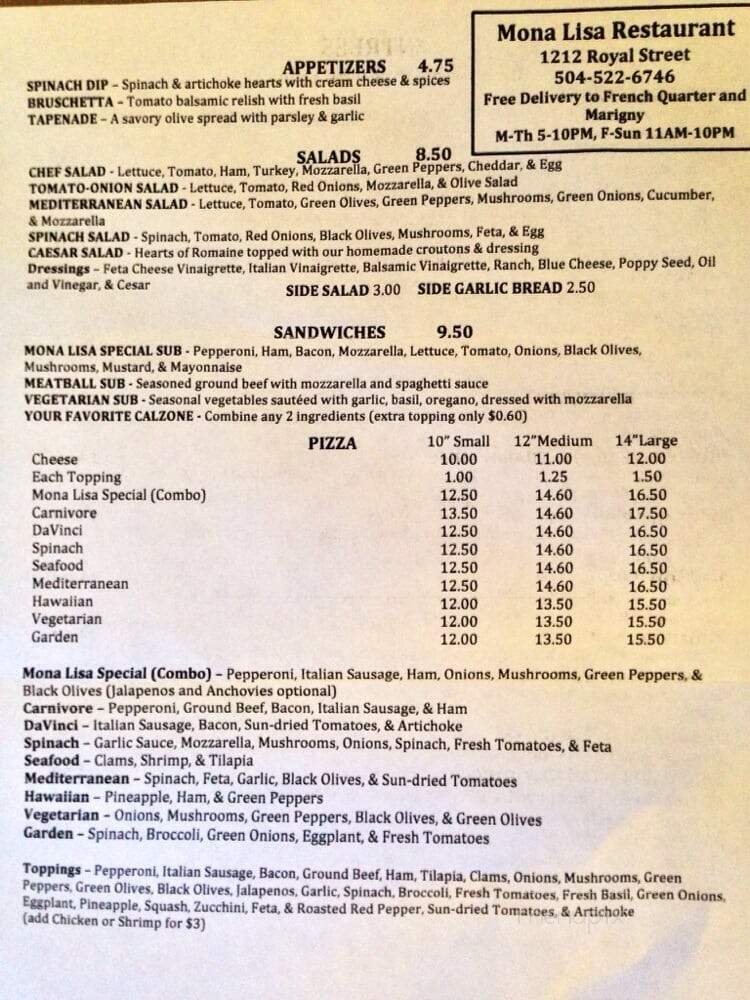 Mona Lisa Restaurant
1212 Royal Street
504-522-6746
Free Delivery to French Quarter and
Marigny
M-Th 5-10PM, F-Sun 11AM-10PM
APPETIZERS 4.75
SPINACH DIP – Spinach & artichoke hearts with cream cheese & spices
BRUSCHETTA – Tomato balsamic relish with fresh basil
TAPENADE – A savory olive spread with parsley & garlic
SALADS 8.50
CHEF SALAD - Lettuce, Tomato, Ham, Turkey, Mozzarella, Green Peppers, Cheddar, & Egg
TOMATO-ONION SALAD - Lettuce, Tomato, Red Onions, Mozzarella, & Olive Salad
MEDITERRANEAN SALAD - Lettuce, Tomato, Green Olives, Green Peppers, Mushrooms, Green Onions, Cucumber,
& Mozzarella
SPINACH SALAD - Spinach, Tomato, Red Onions, Black Olives, Mushrooms, Feta, & Egg
CAESAR SALAD - Hearts of Romaine topped with our homemade croutons & dressing
Dressings – Feta Cheese Vinaigrette, Italian Vinaigrette, Balsamic Vinaigrette, Ranch, Blue Cheese, Poppy Seed, Oil
and Vinegar, & Cesar
SIDE SALAD 3.00 SIDE GARLIC BREAD 2.50
SANDWICHES 9.50
MONA LISA SPECIAL SUB - Pepperoni, Ham, Bacon, Mozzarella, Lettuce, Tomato, Onions, Black Olives,
Mushrooms, Mustard, & Mayonnaise
MEATBALL SUB - Seasoned ground beef with mozzarella and spaghetti sauce
VEGETARIAN SUB - Seasonal vegetables sautéed with garlic, basil, oregano, dressed with mozzarella
YOUR FAVORITE CALZONE - Combine any 2 ingredients (extra topping only $0.60)
PIZZA 10" Small 12"Medium 14"Large
Cheese 10.00 11.00 12.00
Each Topping 1.00 1.25 1.50
Mona Lisa Special (Combo) 12.50 14.60 16.50
Carnivore 13.50 14.60 17.50
DaVinci 12.50 14.60 16.50
Spinach 12.50 14.60 16.50
Seafood 12.50 14.60 16.50
Mediterranean 12.50 14.60 16.50
Hawaiian 12.00 13.50 15.50
Vegetarian 12.00 13.50 15.50
Garden 12.00 13.50 15.50
Mona Lisa Special (Combo) – Pepperoni, Italian Sausage, Ham, Onions, Mushrooms, Green Peppers, &
Black Olives (Jalapenos and Anchovies optional)
Carnivore – Pepperoni, Ground Beef, Bacon, Italian Sausage, & Ham
DaVinci – Italian Sausage, Bacon, Sun-dried Tomatoes, & Artichoke
Spinach – Garlic Sauce, Mozzarella, Mushrooms, Onions, Spinach, Fresh Tomatoes, & Feta
Seafood – Clams, Shrimp, & Tilapia
Mediterranean – Spinach, Feta, Garlic, Black Olives, & Sun-dried Tomatoes
Hawaiian – Pineapple, Ham, & Green Peppers
Vegetarian – Onions, Mushrooms, Green Peppers, Black Olives, & Green Olives
Garden – Spinach, Broccoli, Green Onions, Eggplant, & Fresh Tomatoes
Toppings – Pepperoni, Italian Sausage, Bacon, Ground Beef, Ham, Tilapia, Clams, Onions, Mushrooms, Green
Peppers, Green Olives, Black Olives, Jalapenos, Garlic, Spinach, Broccoli, Fresh Tomatoes, Fresh Basil, Green Onions,
Eggplant, Pineapple, Squash, Zucchini, Feta, & Roasted Red Pepper, Sun-dried Tomatoes, & Artichoke
(add Chicken or Shrimp for $3)